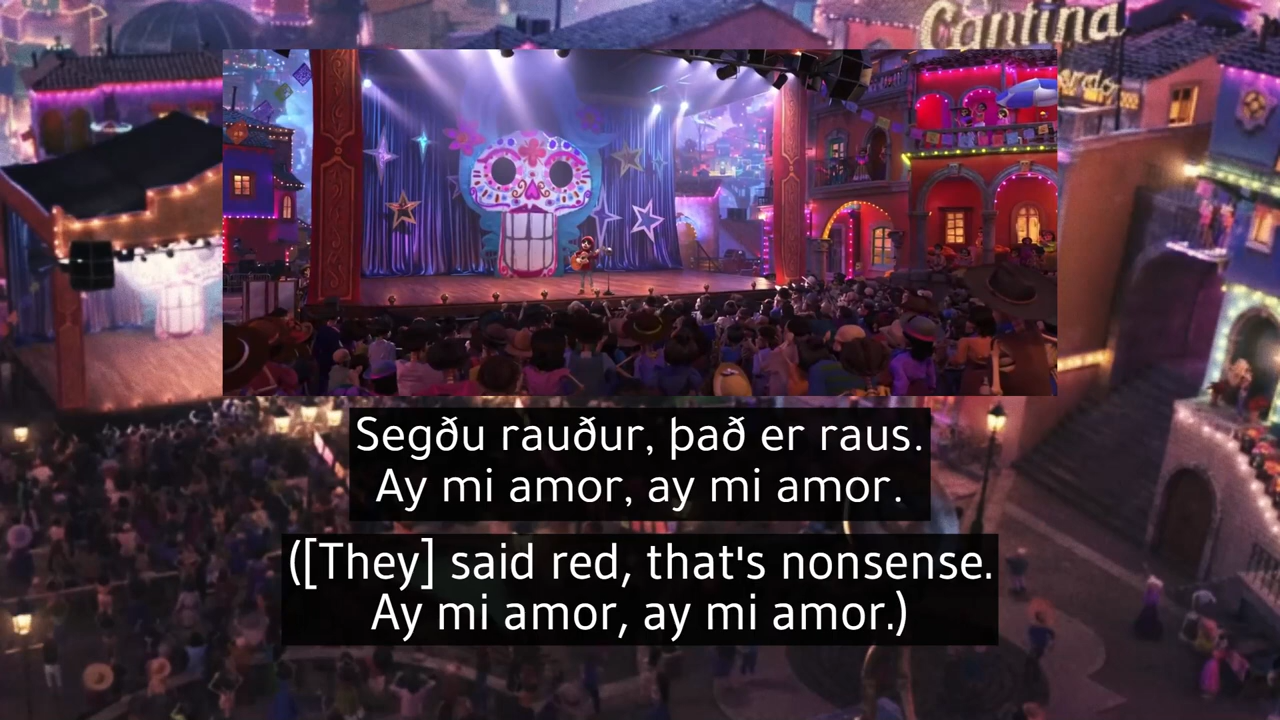 Cantina
Segðu rauður, það er raus.
Ay mi amor, ay mi amor.
([They] said red, that's nonsense.
Ay mi amor, ay mi amor.)